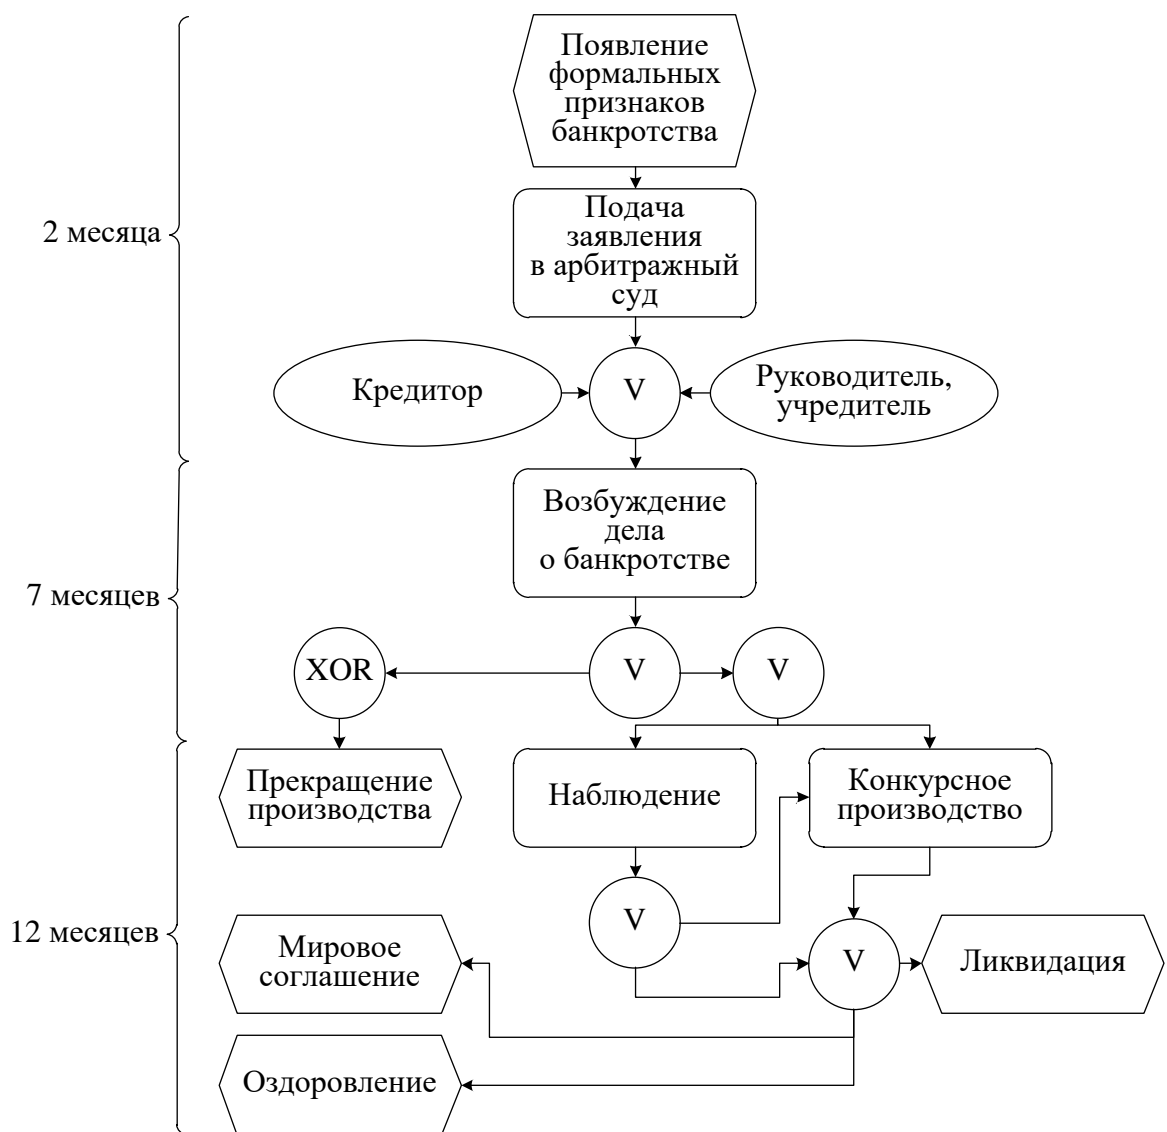 Появление
формальных
признаков
банкротства
2 месяца
Подача
заявления
в арбитражный
суд
Кредитор
V
Руководитель,
учредитель
Возбуждение
дела
о банкротстве
7 месяцев
XOR
V
V
Прекращение
производства
Наблюдение
Конкурсное
производство
12 месяцев
V
Мировое
соглашение
V
Ликвидация
Оздоровление